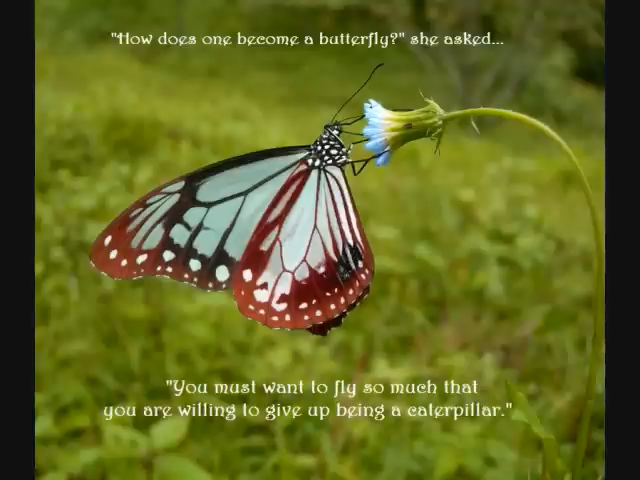 "How does one become a butterfly?" she asked...
"You must want to fly so much that
you are willing to give up being a caterpillar."